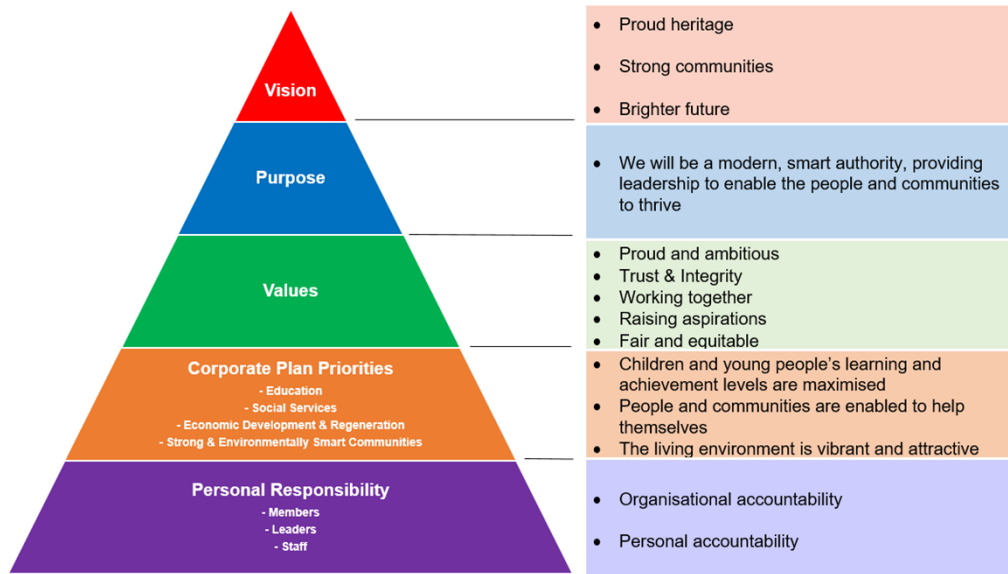 Vision
• Proud heritage
• Strong communities
• Brighter future
Purpose
• We will be a modern, smart authority, providing
leadership to enable the people and communities
to thrive
Values
• Proud and ambitious
• Trust & Integrity
• Working together
• Raising aspirations
• Fair and equitable
Corporate Plan Priorities
- Education
- Social Services
- Economic Development & Regeneration
- Strong & Environmentally Smart Communities
• Children and young people’s learning and
achievement levels are maximised
• People and communities are enabled to help
themselves
• The living environment is vibrant and attractive
Personal Responsibility
- Members
- Leaders
- Staff
• Organisational accountability
• Personal accountability